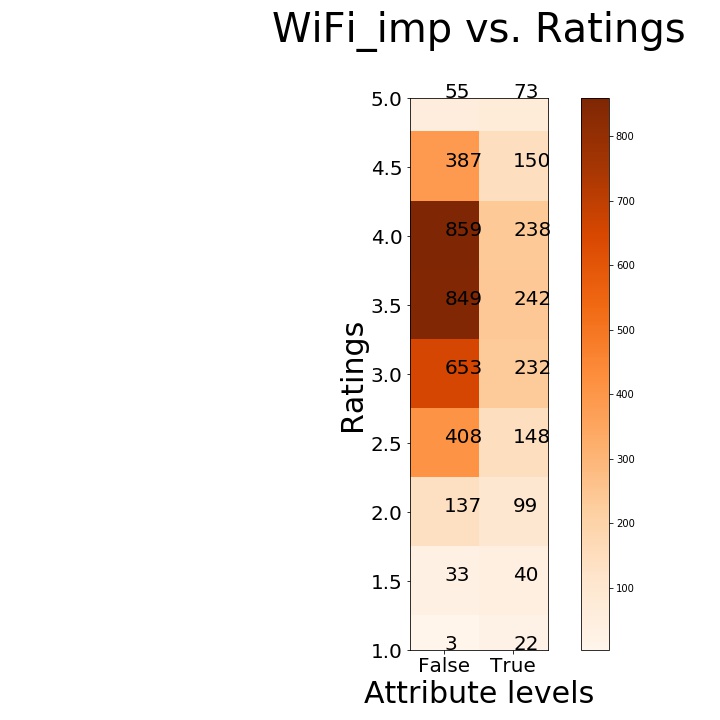 WiFi_imp vs. Ratings
5.0 55 73
4.5 387 150
4.0 859 238
3.5 849 242
3.0 653 232
2.5 408 148
2.0 137 99
1.5 33 40
1.0 3 22
False True
Attribute levels
Ratings
800
700
600
500
400
300
200
100